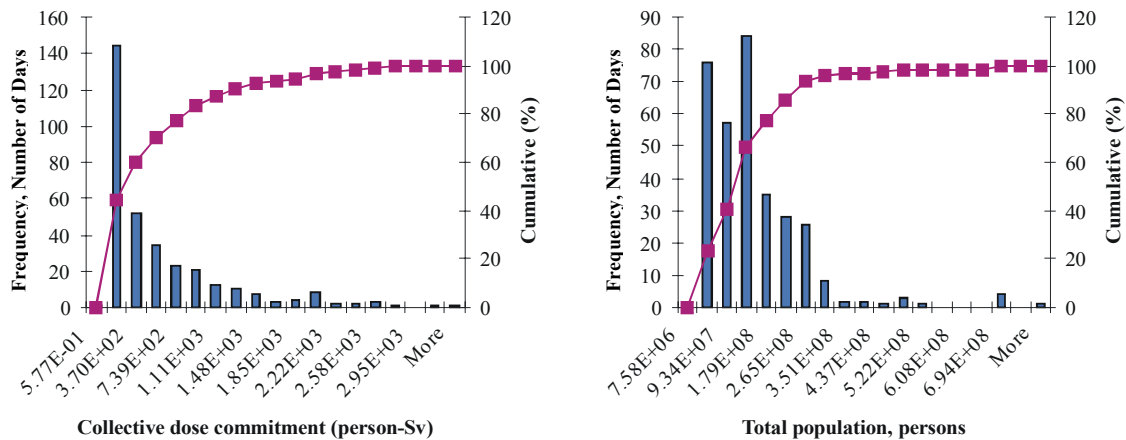 160
140
120
100
80
60
40
20
0
Frequency, Number of Days
120
100
80
60
40
20
0
Cumulative (%)
5.77E-01
3.70E+02
7.39E+02
1.11E+03
1.48E+03
1.85E+03
2.22E+03
2.58E+03
2.95E+03
More
Collective dose commitment (person-Sv)
90
80
70
60
50
40
30
20
10
0
Frequency, Number of Days
120
100
80
60
40
20
0
Cumulative (%)
7.58E+06
9.34E+07
1.79E+08
2.65E+08
3.51E+08
4.37E+08
5.22E+08
6.08E+08
6.94E+08
More
Total population, persons